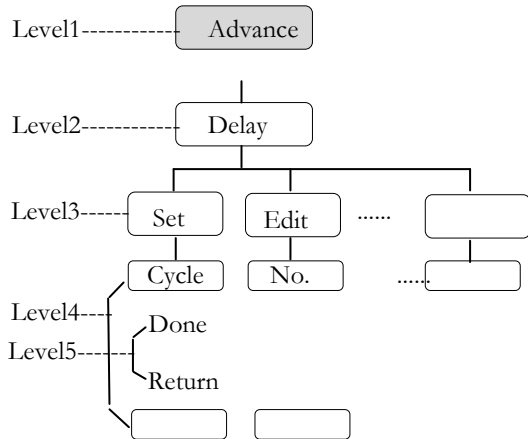 Level1 Advance
Level2 Delay
Level3 Set Edit ......
Cycle No. ......
Level4
Done
Level5
Return